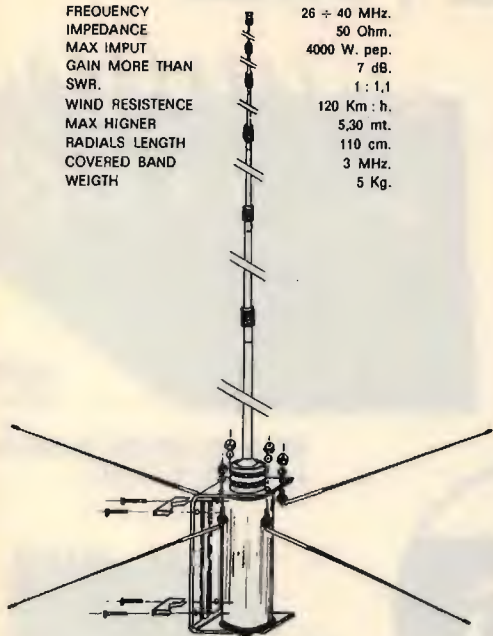 FREQUENCY 26 ÷ 40 MHz.
IMPEDANCE 50 Ohm.
MAX IMPUT 4000 W. pep.
GAIN MORE THAN 7 dB.
SWR. 1 : 1,1
WIND RESISTENCE 120 Km : h.
MAX HIGNER 5,30 mt.
RADIALS LENGTH 110 cm.
COVERED BAND 3 MHz.
WEIGTH 5 Kg.